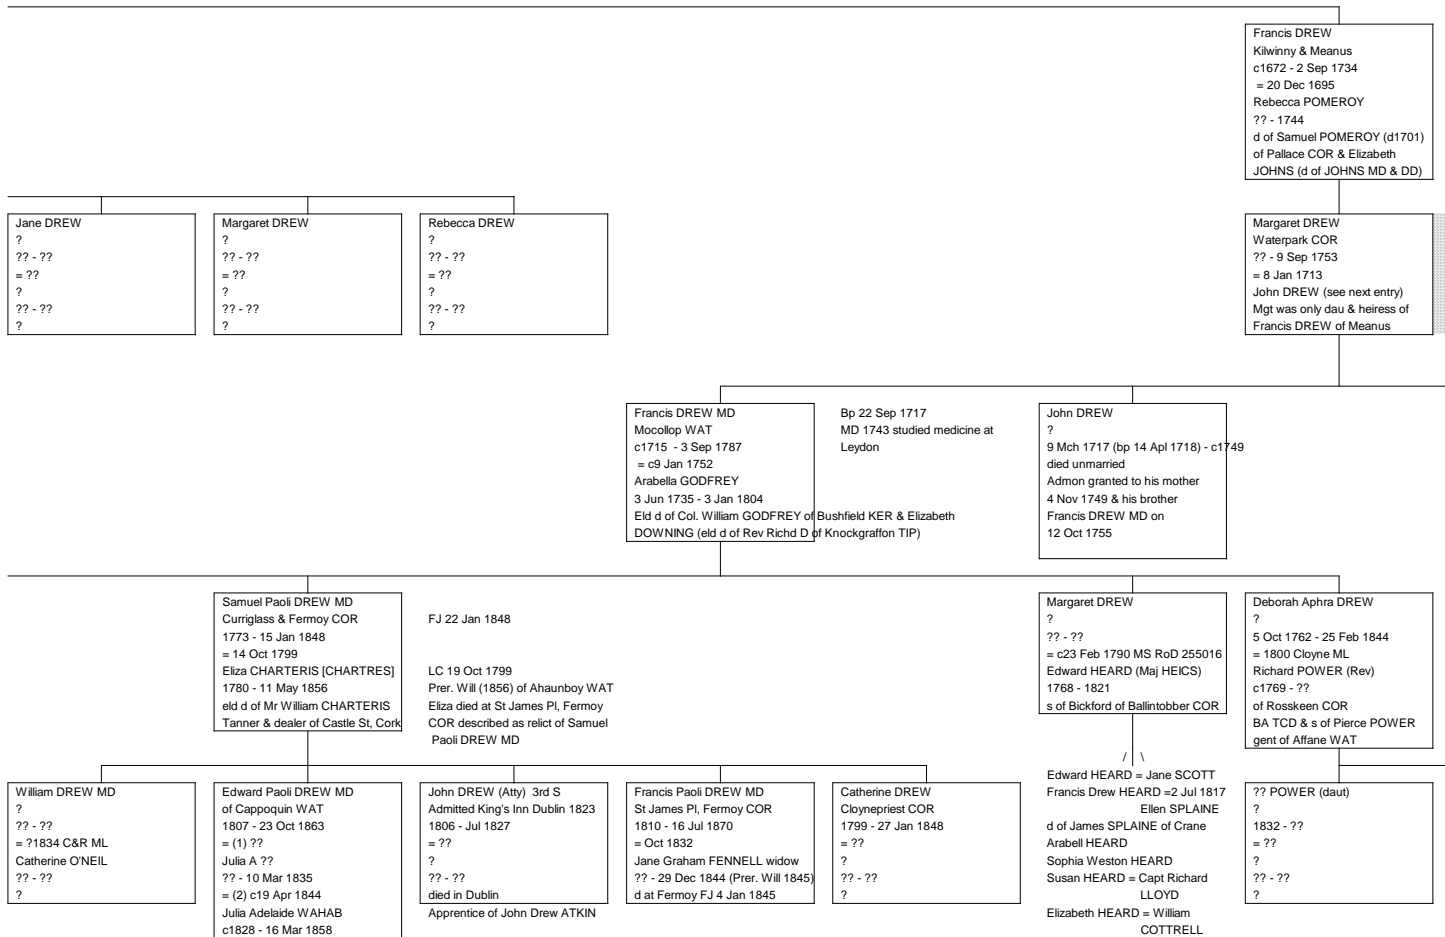 Francis DREW
Kilwinny & Meanus
c1672 - 2 Sep 1734
= 20 Dec 1695
Rebecca POMEROY
?? - 1744
d of Samuel POMEROY (d1701)
of Pallace COR & Elizabeth
JOHNS (d of JOHNS MD & DD)
Jane DREW
?
?? - ??
= ??
?
?? - ??
?
Margaret DREW
?
?? - ??
= ??
?
?? - ??
?
Rebecca DREW
?
?? - ??
= ??
?
?? - ??
?
Margaret DREW
Waterpark COR
?? - 9 Sep 1753
= 8 Jan 1713
John DREW (see next entry)
Mgt was only dau & heiress of
Francis DREW of Meanus
Francis DREW MD
Mocollop WAT
c1715 - 3 Sep 1787
= c9 Jan 1752
Arabella GODFREY
3 Jun 1735 - 3 Jan 1804
Eld d of Col. William GODFREY of Bushfield KER & Elizabeth
DOWNING (eld d of Rev Richd D of Knockgraffon TIP)
Bp 22 Sep 1717
MD 1743 studied medicine at
Leydon
John DREW
?
9 Mch 1717 (bp 14 Apl 1718) - c1749
died unmarried
Admon granted to his mother
4 Nov 1749 & his brother
Francis DREW MD on
12 Oct 1755
Samuel Paoli DREW MD
Curriglass & Fermoy COR
1773 - 15 Jan 1848
= 14 Oct 1799
Eliza CHARTERIS [CHARTRES]
1780 - 11 May 1856
eld d of Mr William CHARTERIS
Tanner & dealer of Castle St, Cork
FJ 22 Jan 1848
LC 19 Oct 1799
Prer. Will (1856) of Ahaunboy WAT
Eliza died at St James Pl, Fermoy
COR described as relict of Samuel
Paoli DREW MD
Margaret DREW
?
?? - ??
= c23 Feb 1790 MS RoD 255016
Edward HEARD (Maj HEICS)
1768 - 1821
s of Bickford of Ballintobber COR
Deborah Aphra DREW
?
5 Oct 1762 - 25 Feb 1844
= 1800 Cloyne ML
Richard POWER (Rev)
c1769 - ??
of Rosskeen COR
BA TCD & s of Pierce POWER
gent of Affane WAT
William DREW MD
?
?? - ??
= ?1834 C&R ML
Catherine O'NEIL
?? - ??
?
Edward Paoli DREW MD
of Cappoquin WAT
1807 - 23 Oct 1863
= (1) ??
Julia A ??
?? - 10 Mar 1835
= (2) c19 Apr 1844
Julia Adelaide WAHAB
c1828 - 16 Mar 1858
John DREW (Atty) 3rd S
Admitted King's Inn Dublin 1823
1806 - Jul 1827
= ??
?
?? - ??
died in Dublin
Apprentice of John Drew ATKIN
Francis Paoli DREW MD
St James Pl, Fermoy COR
1810 - 16 Jul 1870
= Oct 1832
Jane Graham FENNELL widow
?? - 29 Dec 1844 (Prer. Will 1845)
d at Fermoy FJ 4 Jan 1845
Catherine DREW
Cloynepriest COR
1799 - 27 Jan 1848
= ??
?
?? - ??
?
/ \
Edward HEARD = Jane SCOTT
Francis Drew HEARD =2 Jul 1817
Ellen SPLAINE
d of James SPLAINE of Crane
Arabell HEARD
Sophia Weston HEARD
Susan HEARD = Capt Richard
LLOYD
Elizabeth HEARD = William
COTTRELL
?? POWER (daut)
?
1832 - ??
= ??
?
?? - ??
?